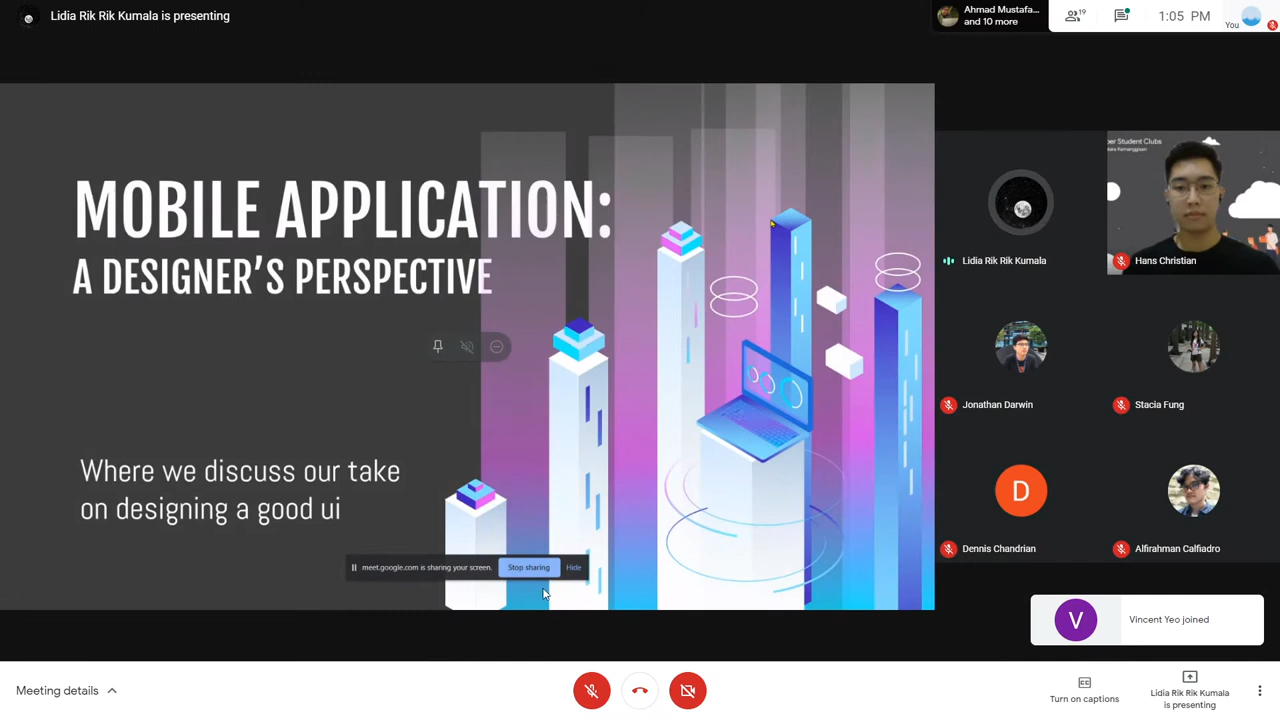 Lidia Rik Rik Kumala is presenting
Ahmad Mustafa...
and 10 more
19
1:05 PM
You
MOBILE APPLICATION:
A DESIGNER'S PERSPECTIVE
Where we discuss our take
on designing a good ui
meet.google.com is sharing your screen.
Stop sharing
Hide
Lidia Rik Rik Kumala
per Student Clubs
Hans Christian
Jonathan Darwin
Stacia Fung
D
Dennis Chandrian
Alfirahman Calfiadro
V
Vincent Yeo joined
Meeting details
Turn on captions
Lidia Rik Rik Kumala
is presenting